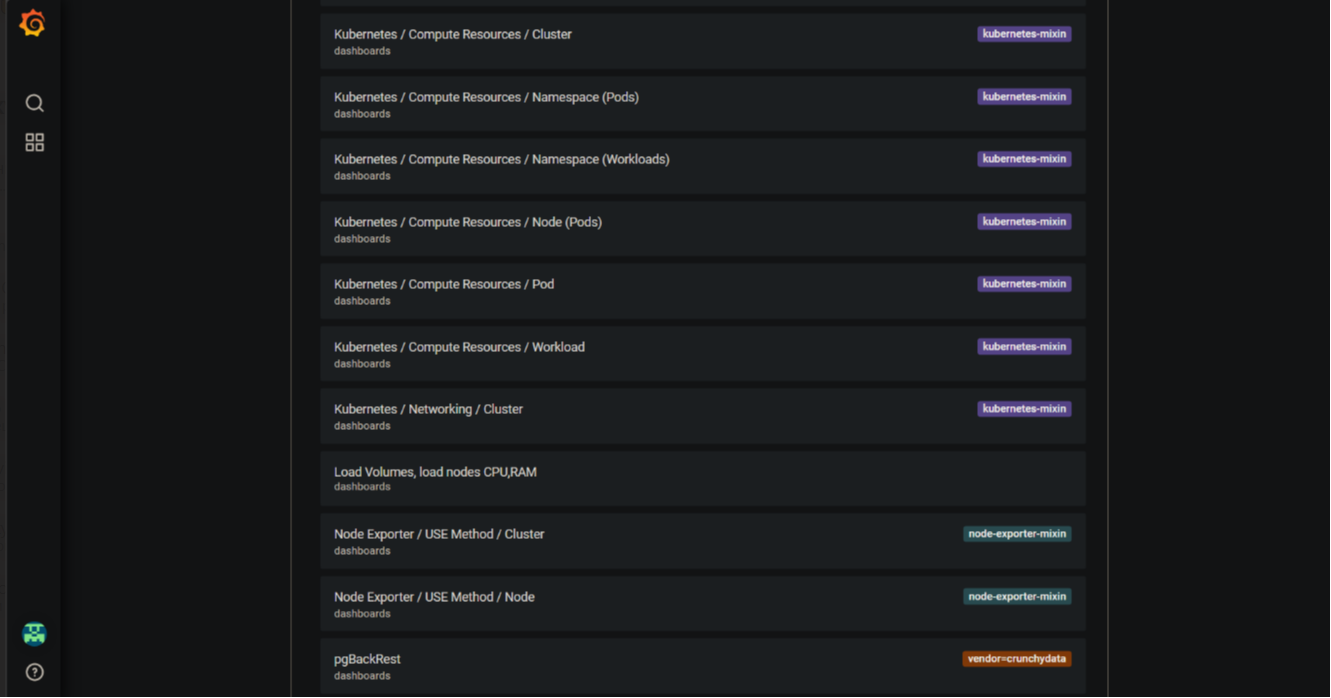 Kubernetes / Compute Resources / Cluster
kubernetes-mixin
dashboards
Kubernetes / Compute Resources / Namespace (Pods)
kubernetes-mixin
dashboards
Kubernetes / Compute Resources / Namespace (Workloads)
kubernetes-mixin
dashboards
Kubernetes / Compute Resources / Node (Pods)
kubernetes-mixin
dashboards
Kubernetes / Compute Resources / Pod
kubernetes-mixin
dashboards
Kubernetes / Compute Resources / Workload
kubernetes-mixin
dashboards
Kubernetes / Networking / Cluster
kubernetes-mixin
dashboards
Load Volumes, load nodes CPU,RAM
dashboards
Node Exporter / USE Method / Cluster
node-exporter-mixin
dashboards
Node Exporter / USE Method / Node
node-exporter-mixin
dashboards
pgBackRest
vendor=crunchydata
dashboards